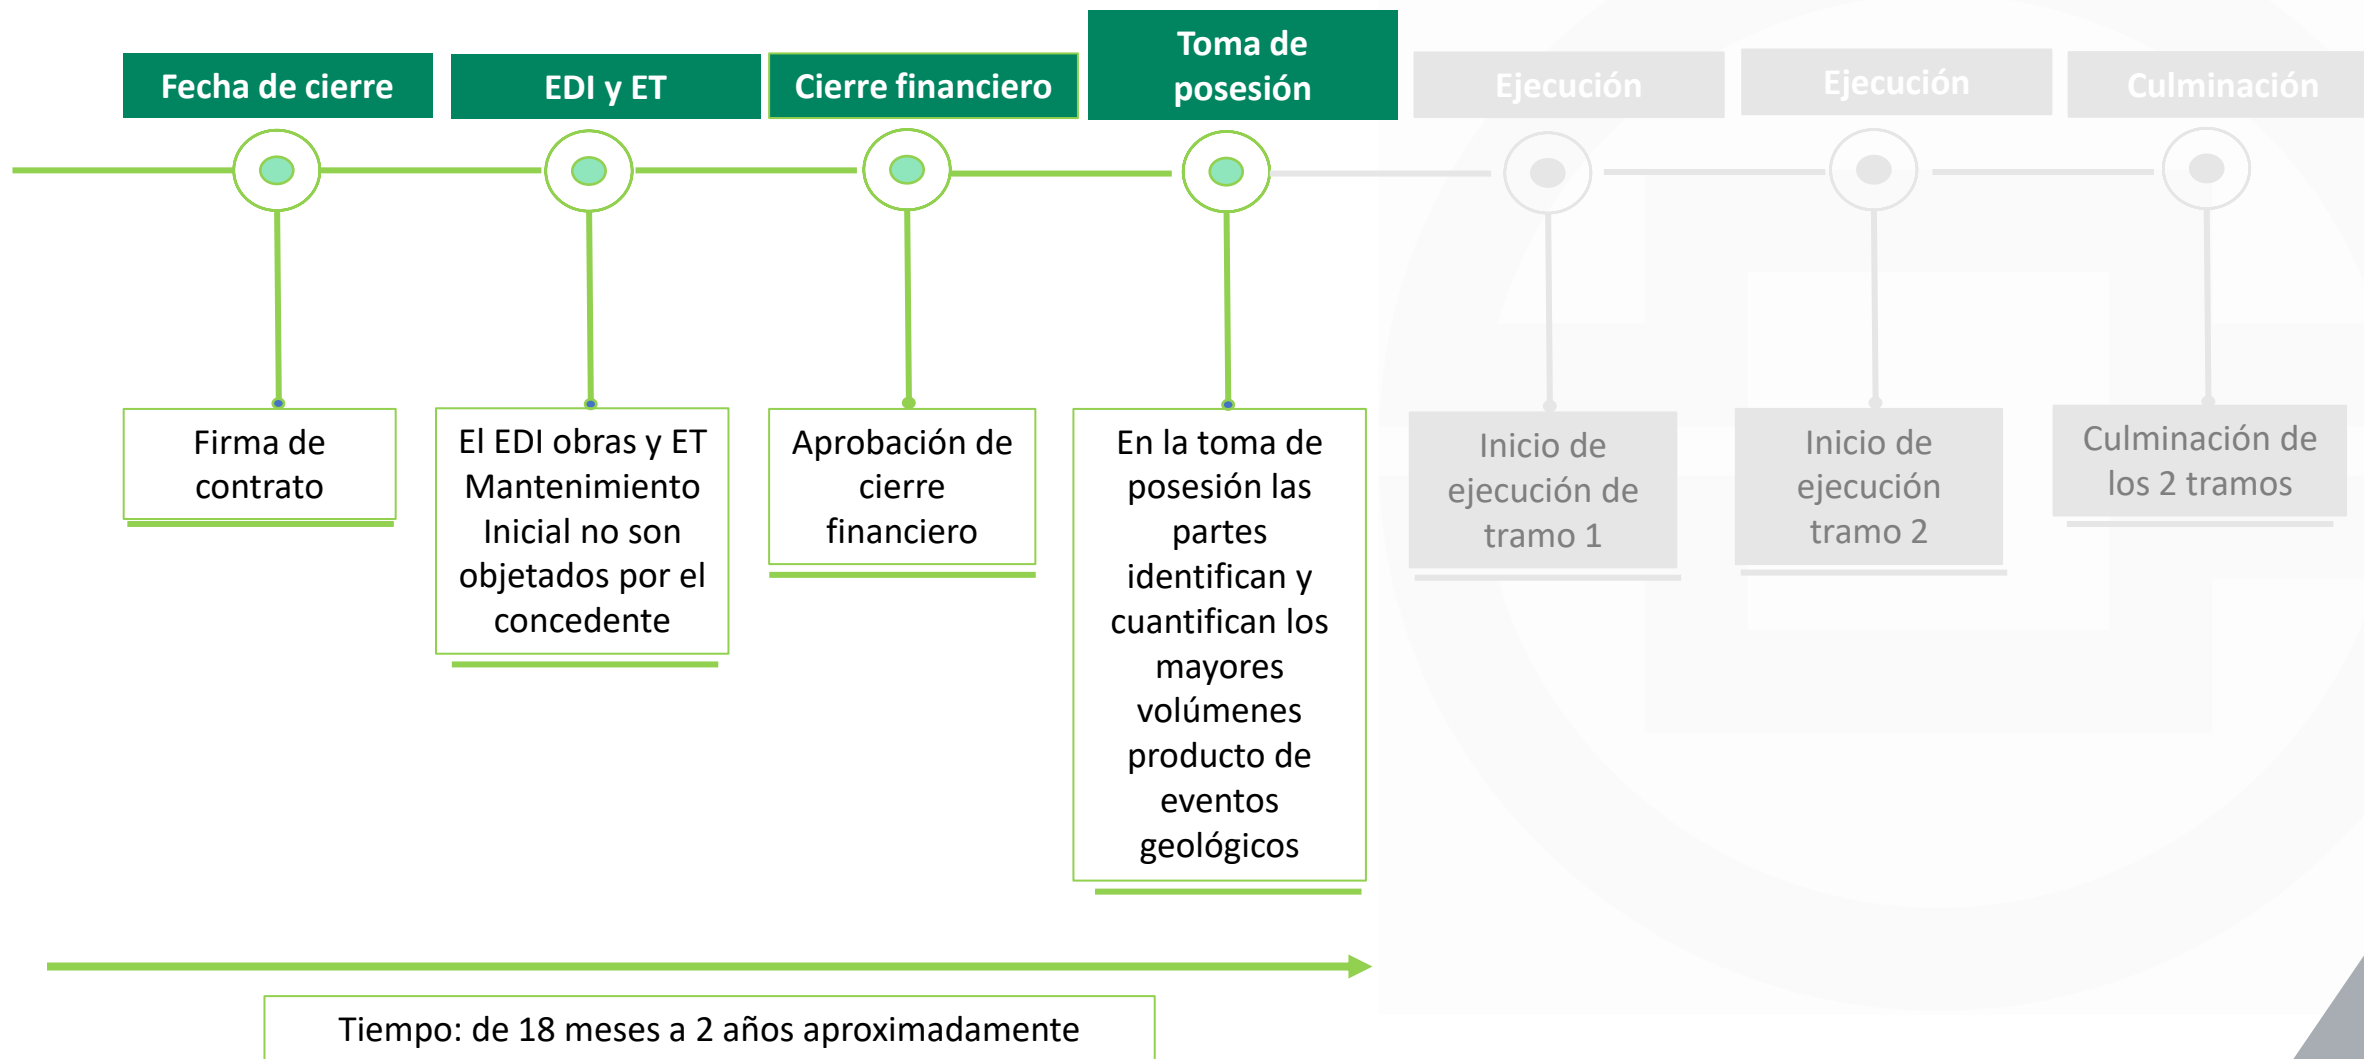 Fecha de cierre
EDI y ET
Cierre financiero
Toma de
posesión
Ejecución
Ejecución
Culminación
Firma de
contrato
El EDI obras y ET
Mantenimiento
Inicial no son
objetados por el
concedente
Aprobación de
cierre
financiero
En la toma de
posesión las
partes
identifican y
cuantifican los
mayores
volúmenes
producto de
eventos
geológicos
Inicio de
ejecución de
tramo 1
Inicio de
ejecución
tramo 2
Culminación de
los 2 tramos
Tiempo: de 18 meses a 2 años aproximadamente